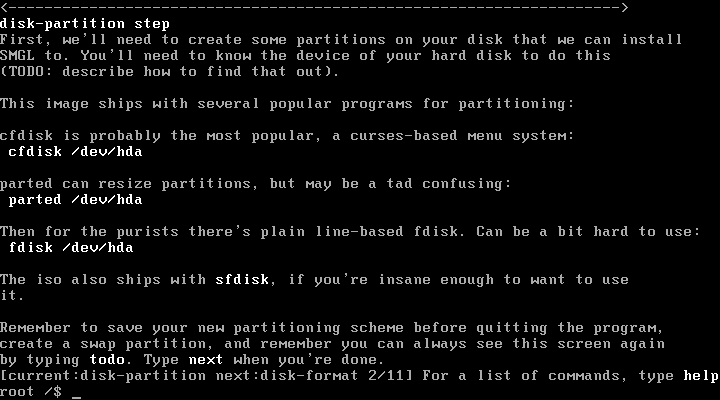 <---------------------------------------------------------------------->
disk-partition step
First, we'll need to create some partitions on your disk that we can install
SMGL to. You'll need to know the device of your hard disk to do this
(TODO: describe how to find that out).
This image ships with several popular programs for partitioning:
cfdisk is probably the most popular, a curses-based menu system:
cfdisk /dev/hda
parted can resize partitions, but may be a tad confusing:
parted /dev/hda
Then for the purists there's plain line-based fdisk. Can be a bit hard to use:
fdisk /dev/hda
The iso also ships with sfdisk, if you're insane enough to want to use
it.
Remember to save your new partitioning scheme before quitting the program,
create a swap partition, and remember you can always see this screen again
by typing todo. Type next when you're done.
[current:disk-partition next:disk-format 2/11] For a list of commands, type help
root /$ _